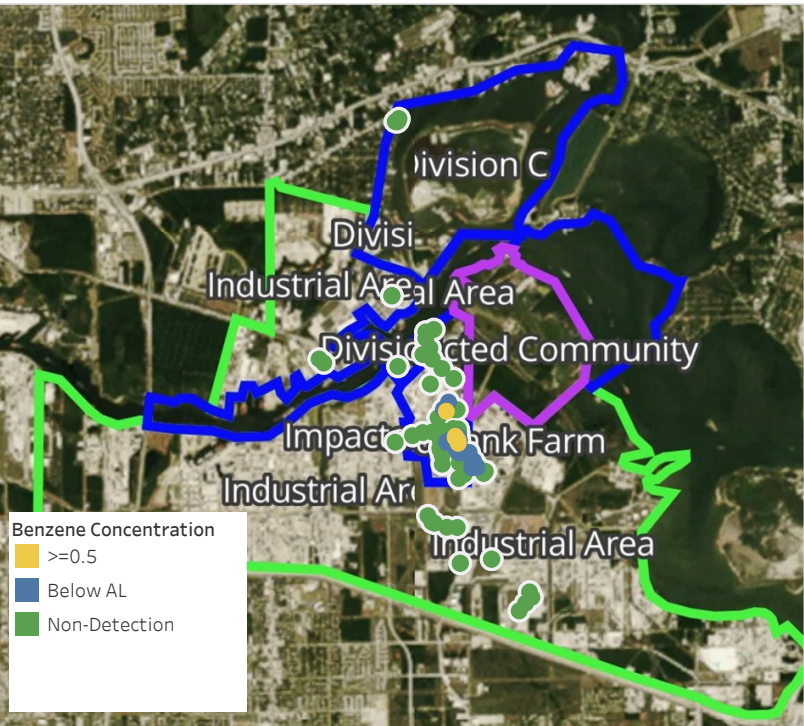 Division C
Divisi
Industrial Area
al Area
Divisi
cted Community
Impact
ank Farm
Industrial Are
Industrial Area
Benzene Concentration
>=0.5
Below AL
Non-Detection